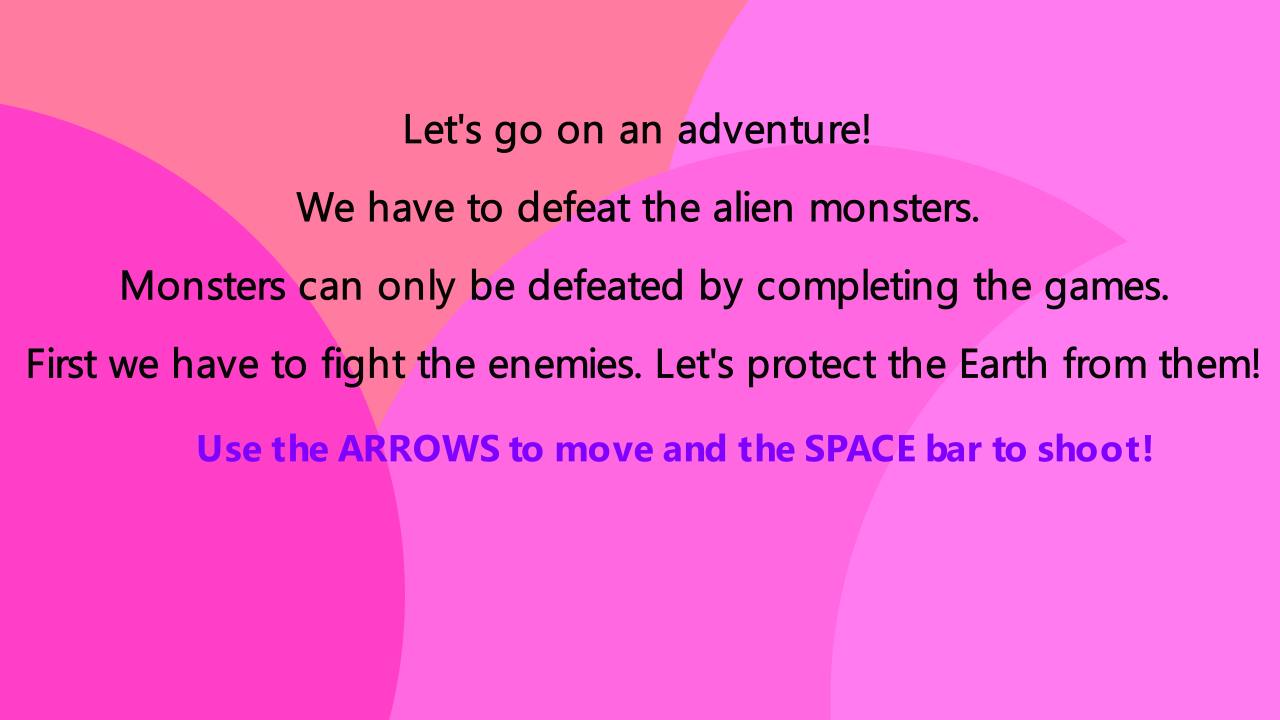 Let's go on an adventure!
We have to defeat the alien monsters.
Monsters can only be defeated by completing the games.
First we have to fight the enemies. Let's protect the Earth from them!
Use the ARROWS to move and the SPACE bar to shoot!